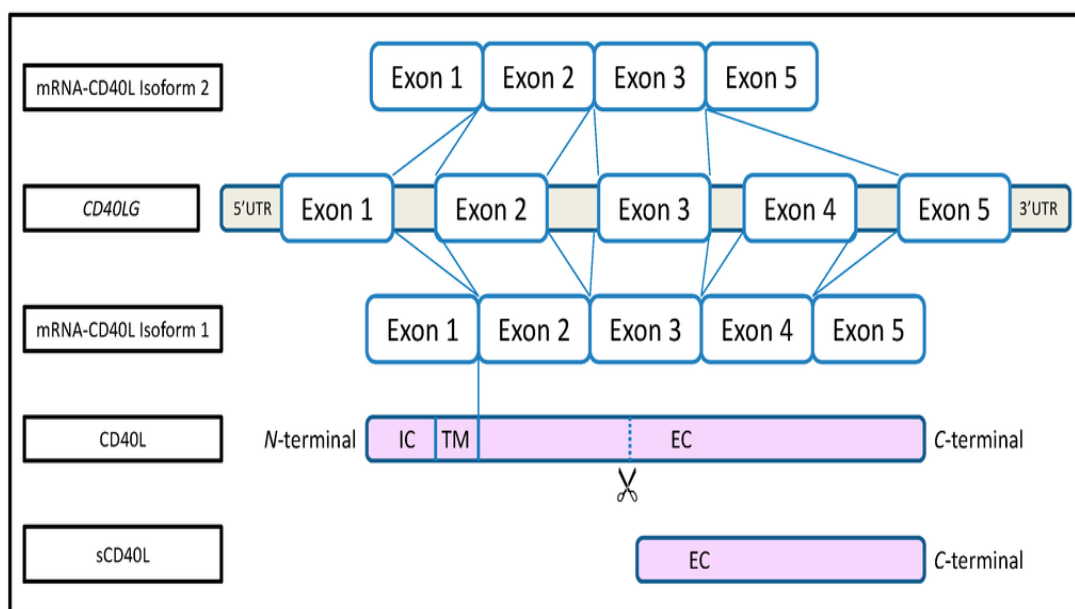 mRNA-CD40L Isoform 2
Exon 1 Exon 2 Exon 3 Exon 5
CD40LG
5'UTR Exon 1 Exon 2 Exon 3 Exon 4 Exon 5 3'UTR
mRNA-CD40L Isoform 1
Exon 1 Exon 2 Exon 3 Exon 4 Exon 5
CD40L
N-terminal IC TM EC C-terminal
sCD40L
EC C-terminal